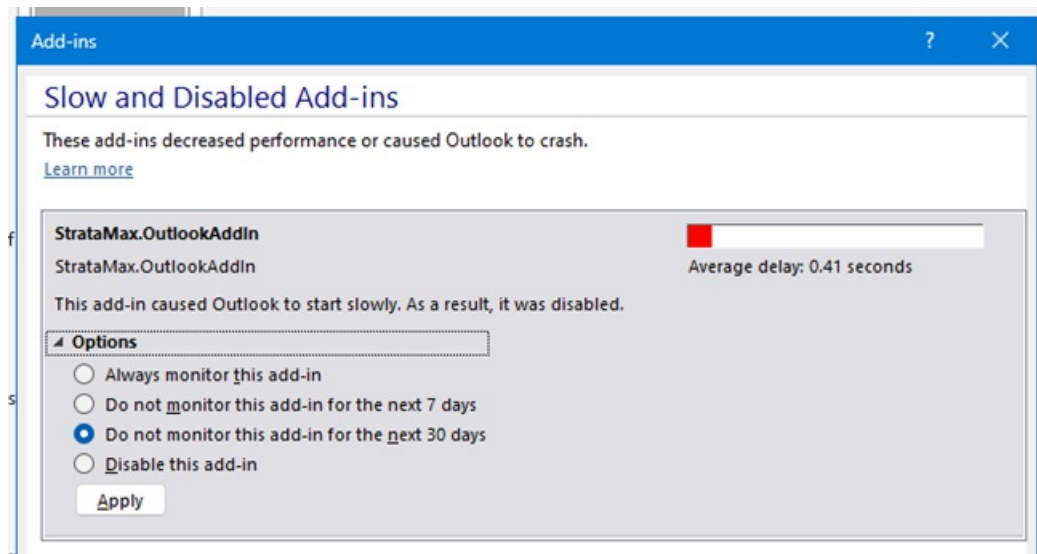 Add-ins
?
Slow and Disabled Add-ins
These add-ins decreased performance or caused Outlook to crash.
Learn more
f
StrataMax.OutlookAddIn
StrataMax.OutlookAddIn
Average delay: 0.41 seconds
This add-in caused Outlook to start slowly. As a result, it was disabled.
Options
Always monitor this add-in
s
Do not monitor this add-in for the next 7 days
Do not monitor this add-in for the next 30 days
Disable this add-in
Apply